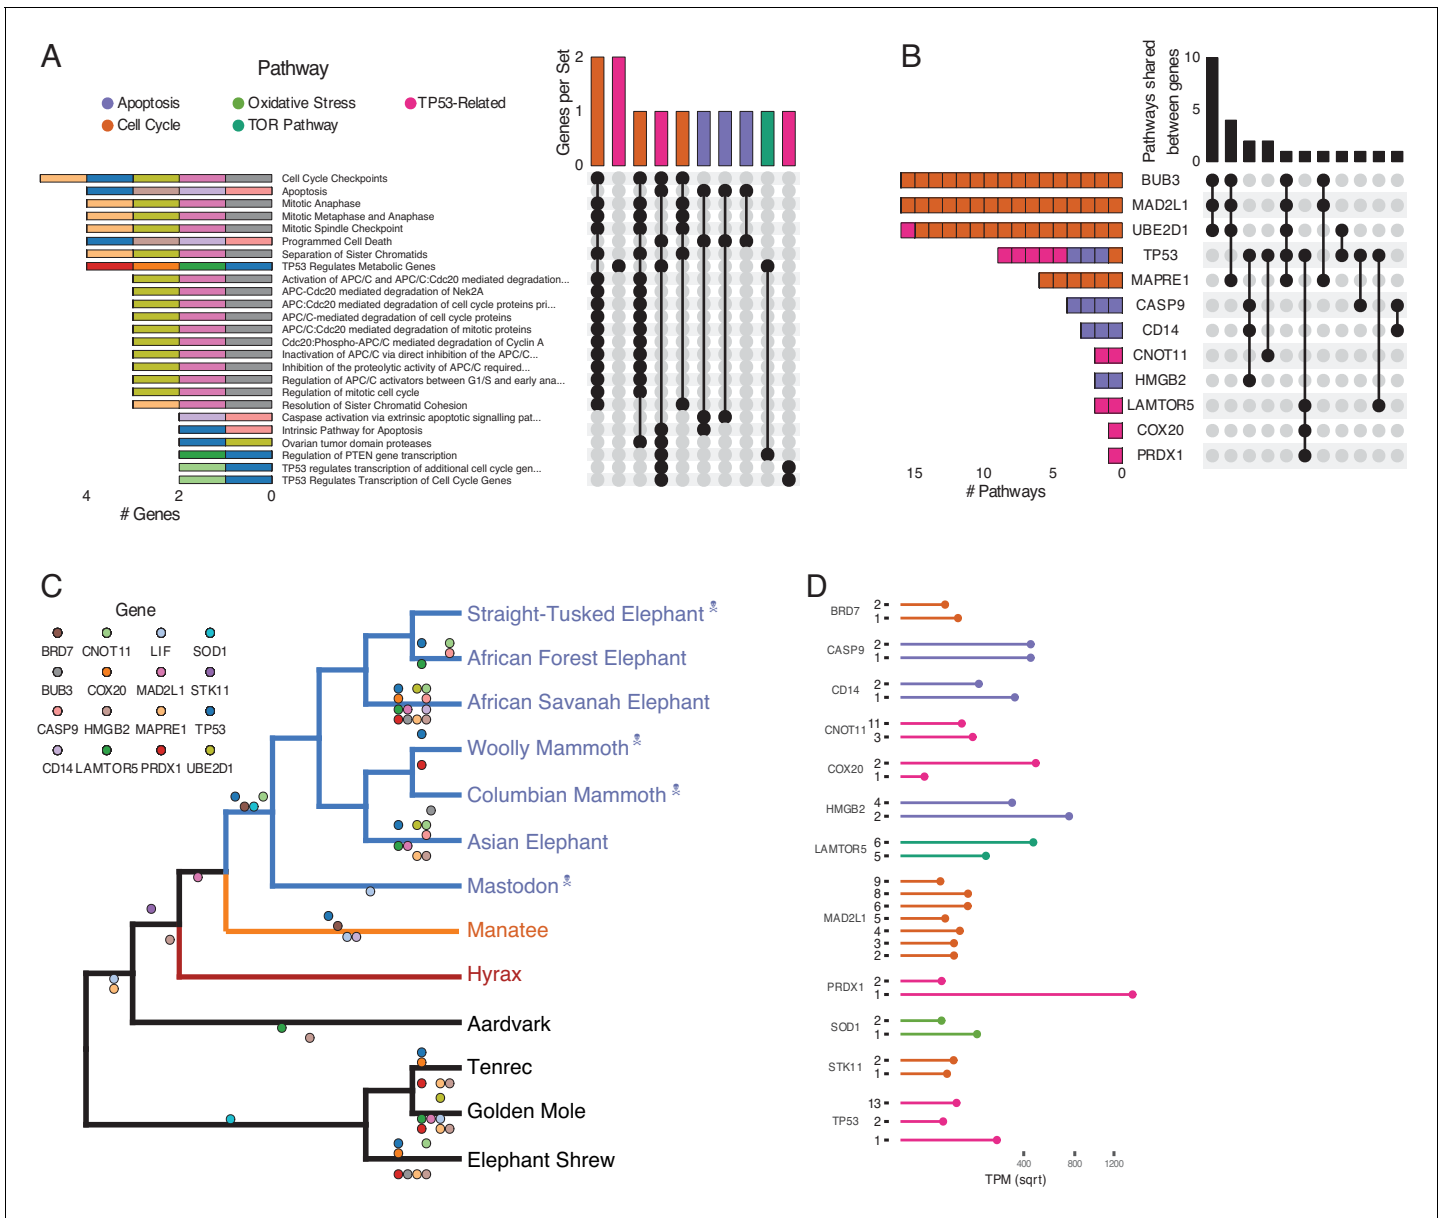 A
Pathway
Apoptosis
Oxidative Stress
TP53-Related
Cell Cycle
TOR Pathway
Genes per Set
2
1
0
Cell Cycle Checkpoints
Apoptosis
Mitotic Anaphase
Mitotic Metaphase and Anaphase
Mitotic Spindle Checkpoint
Programmed Cell Death
Separation of Sister Chromatids
TP53 Regulates Metabolic Genes
Activation of APC/C and APC/C:Cdc20 mediated degradation...
APC-Cdc20 mediated degradation of Nek2A
APC:Cdc20 mediated degradation of cell cycle proteins pri...
APC/C-mediated degradation of cell cycle proteins
APC/C:Cdc20 mediated degradation of mitotic proteins
Cdc20:Phospho-APC/C mediated degradation of Cyclin A
Inactivation of APC/C via direct inhibition of the APC/C...
Inhibition of the proteolytic activity of APC/C required...
Regulation of APC/C activators between G1/S and early ana...
Regulation of mitotic cell cycle
Resolution of Sister Chromatid Cohesion
Caspase activation via extrinsic apoptotic signalling pat...
Intrinsic Pathway for Apoptosis
Ovarian tumor domain proteases
Regulation of PTEN gene transcription
TP53 regulates transcription of additional cell cycle gen...
TP53 Regulates Transcription of Cell Cycle Genes
4 2 0
# Genes
B
Pathways shared
between genes
10
5
0
BUB3
MAD2L1
UBE2D1
TP53
MAPRE1
CASP9
CD14
CNOT11
HMGB2
LAMTOR5
COX20
PRDX1
15 10 5 0
# Pathways
C
Gene
BRD7 CNOT11 LIF SOD1
BUB3 COX20 MAD2L1 STK11
CASP9 HMGB2 MAPRE1 TP53
CD14 LAMTOR5 PRDX1 UBE2D1
Straight-Tusked Elephant
African Forest Elephant
African Savanah Elephant
Woolly Mammoth
Columbian Mammoth
Asian Elephant
Mastodon
Manatee
Hyrax
Aardvark
Tenrec
Golden Mole
Elephant Shrew
D
BRD7
2
1
CASP9
2
1
CD14
2
1
CNOT11
11
3
COX20
2
1
HMGB2
4
2
LAMTOR5
6
5
MAD2L1
9
8
6
5
4
3
2
PRDX1
2
1
SOD1
2
1
STK11
2
1
TP53
13
2
1
400 800 1200
TPM (sqrt)